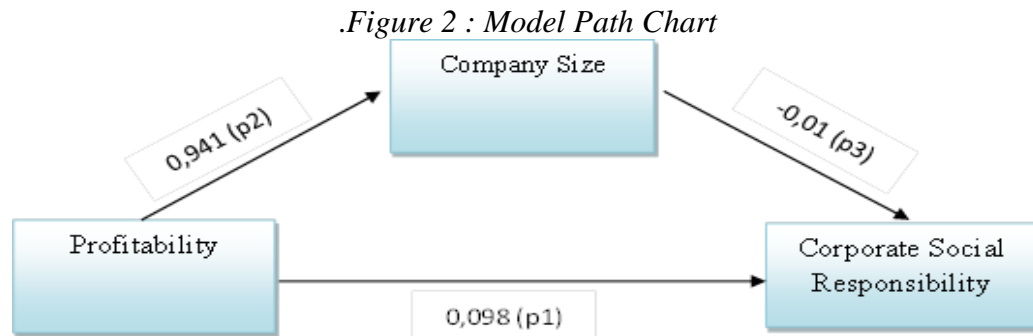 .Figure 2 : Model Path Chart
Company Size
0,941 (p2)
-0,01 (p3)
Profitability
Corporate Social
Responsibility
0,098 (p1)